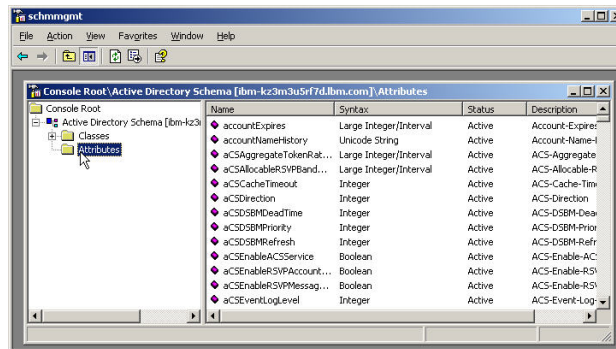 schmmgmt
File Action View Favorites Window Help
Console Root\Active Directory Schema [ibm-kz3m3u5rf7d.lbm.com]\Attributes
Console Root
Active Directory Schema [ibm-kz3
Classes
Attributes
Name Syntax Status Description
accountExpires Large Integer/Interval Active Account-Expires
accountNameHistory Unicode String Active Account-Name-
aCSAggregateTokenRat... Large Integer/Interval Active ACS-Aggregate
aCSAllocableRSVPBand... Large Integer/Interval Active ACS-Allocable-R
aCSCacheTimeout Integer Active ACS-Cache-Tim
aCSDirection Integer Active ACS-Direction
aCSDSBMDeadTime Integer Active ACS-DSBM-Dea
aCSDSBMPriority Integer Active ACS-DSBM-Prior
aCSDSBMRefresh Integer Active ACS-DSBM-Refr
aCSEnableACSService Boolean Active ACS-Enable-AC
aCSEnableRSVPAccount... Boolean Active ACS-Enable-RS
aCSEnableRSVPMessag... Boolean Active ACS-Enable-RS
aCSEventLogLevel Integer Active ACS-Event-Log-